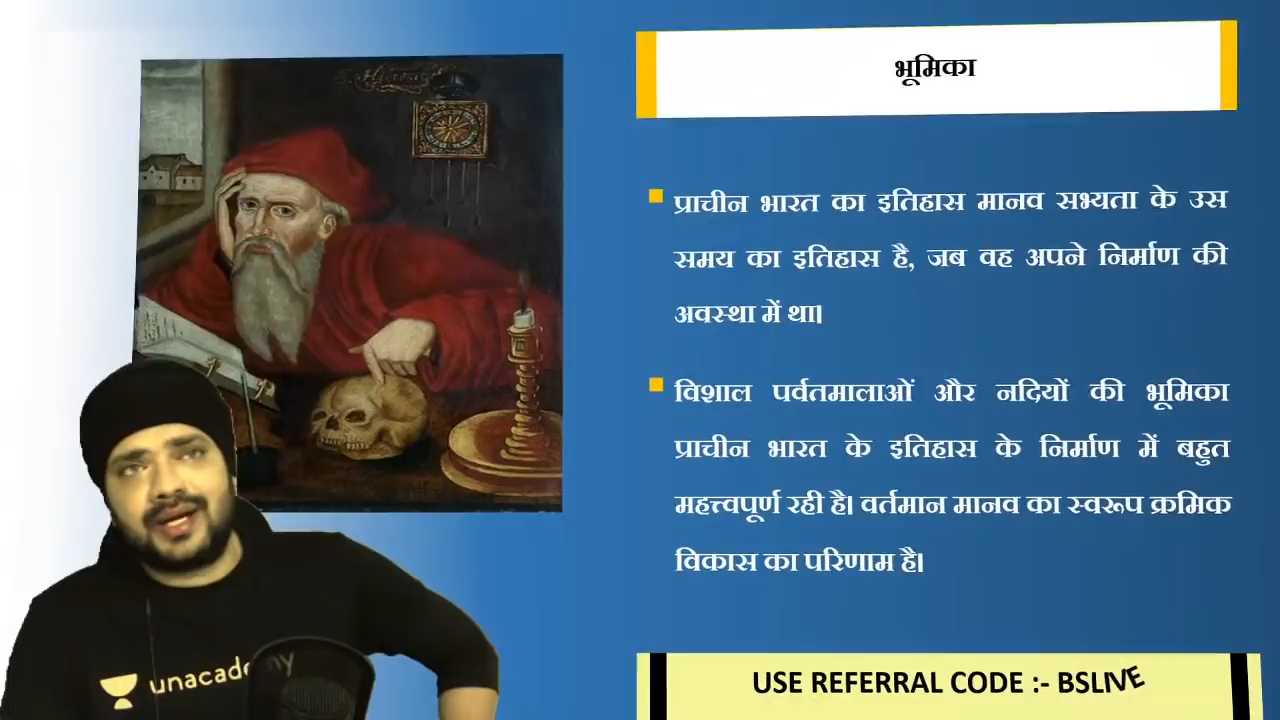 भूमिका
प्राचीन भारत का इतिहास मानव सभ्यता के उस
समय का इतिहास है, जब वह अपने निर्माण की
अवस्था में था।
विशाल पर्वतमालाओं और नदियों की भूमिका
प्राचीन भारत के इतिहास के निर्माण में बहुत
महत्त्वपूर्ण रही है। वर्तमान मानव का स्वरूप क्रमिक
विकास का परिणाम है।
unacademy
USE REFERRAL CODE :- BSLIVE